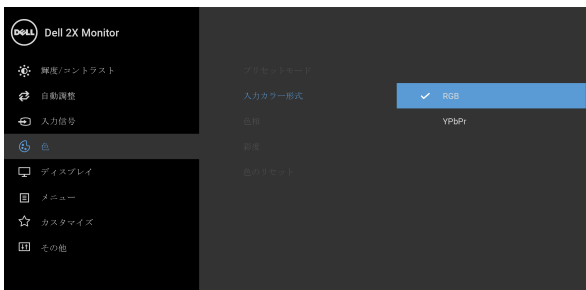 DELL Dell 2X Monitor
輝度/コントラスト
自動調整
入力信号
色
ディスプレイ
メニュー
カスタマイズ
その他
プリセットモード
入力カラー形式
色相
彩度
色のリセット
RGB
YPbPr